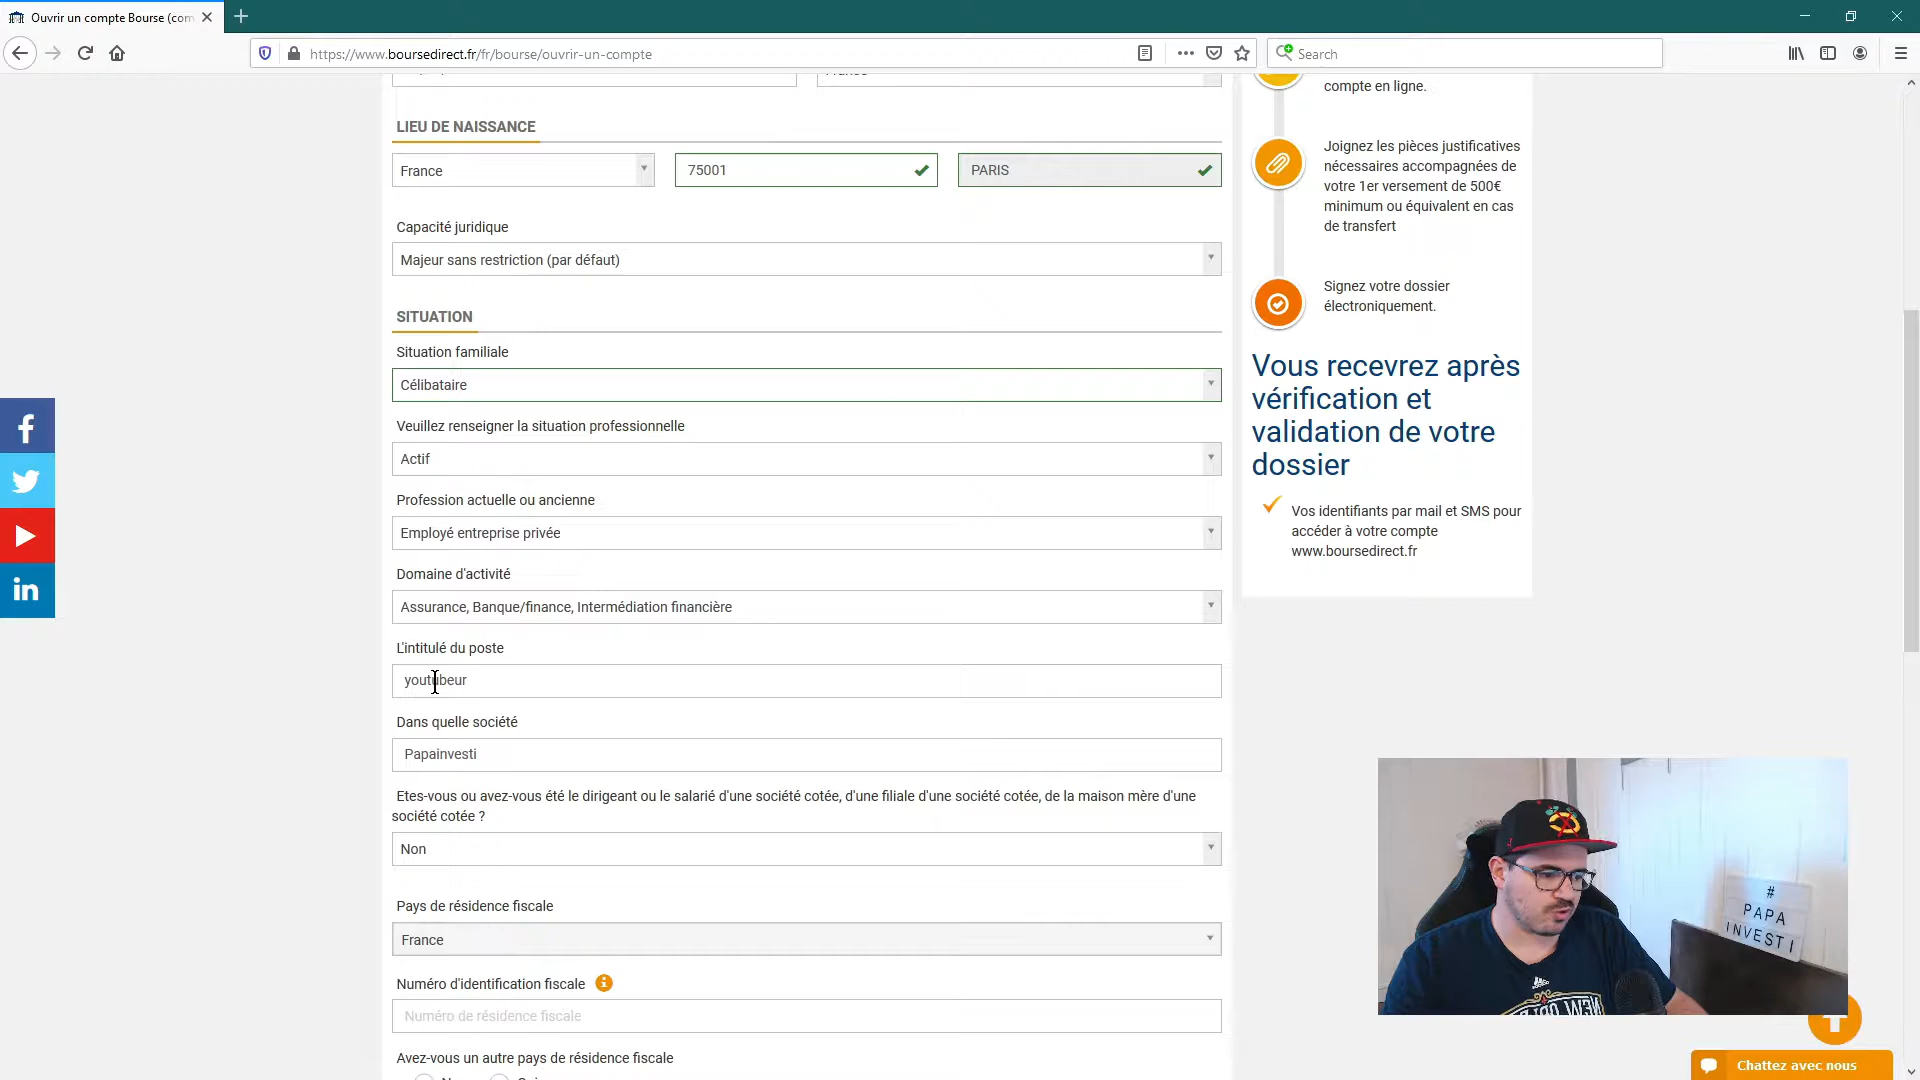 Ouvrir un compte Bourse (com
https://www.boursedirect.fr/fr/bourse/ouvrir-un-compte
Search
compte en ligne.
LIEU DE NAISSANCE
France
75001
PARIS
Joignez les pièces justificatives
nécessaires accompagnées de
votre 1er versement de 500€
minimum ou équivalent en cas
de transfert
Capacité juridique
Majeur sans restriction (par défaut)
Signez votre dossier
électroniquement.
SITUATION
Situation familiale
Célibataire
Vous recevrez après
vérification et
validation de votre
dossier
Veuillez renseigner la situation professionnelle
Actif
Profession actuelle ou ancienne
Employé entreprise privée
Vos identifiants par mail et SMS pour
accéder à votre compte
www.boursedirect.fr
Domaine d'activité
Assurance, Banque/finance, Intermédiation financière
L'intitulé du poste
youtubeur
Dans quelle société
Papainvesti
Etes-vous ou avez-vous été le dirigeant ou le salarié d'une société cotée, d'une filiale d'une société cotée, de la maison mère d'une
société cotée ?
Non
Pays de résidence fiscale
France
Numéro d'identification fiscale
Numéro de résidence fiscale
Avez-vous un autre pays de résidence fiscale
#
PAPA
INVESTI
Chattez avec nous